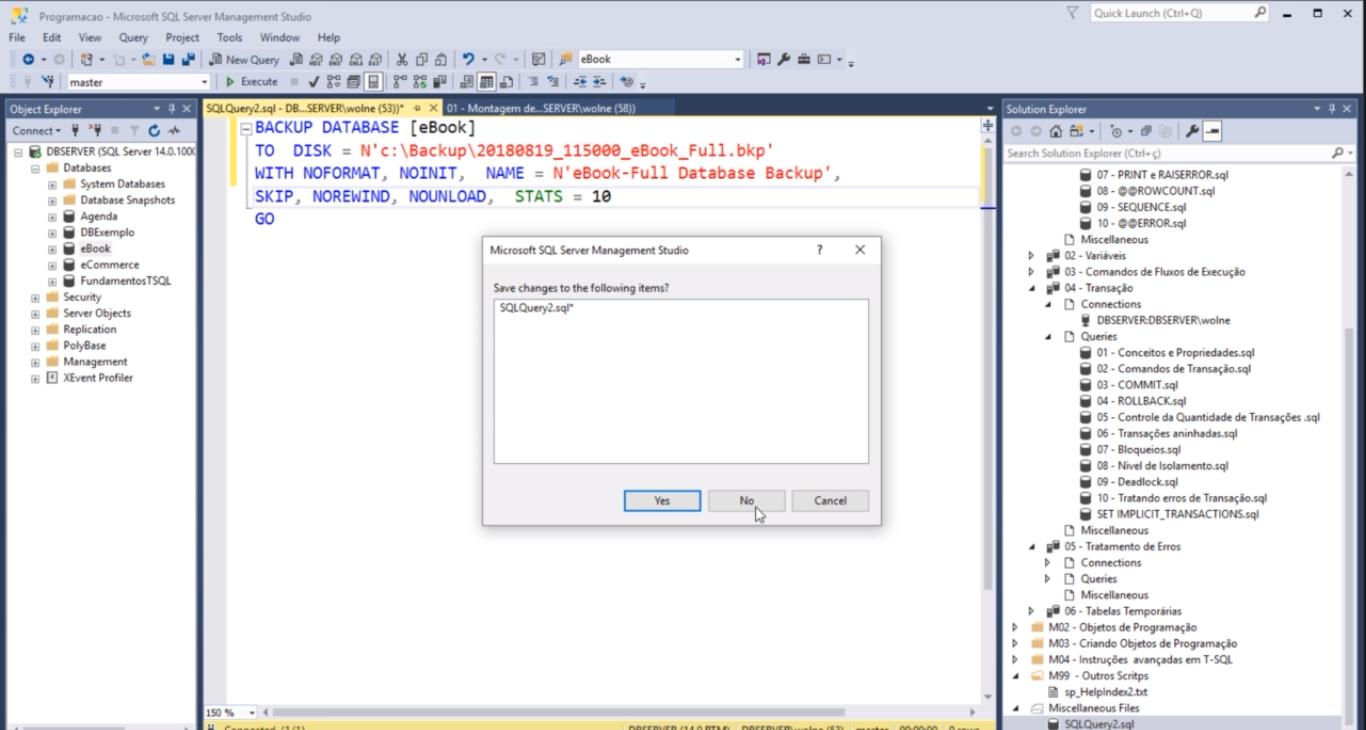 Programacao - Microsoft SQL Server Management Studio
Quick Launch (Ctrl+Q)
File Edit View Query Project Tools Window Help
New Query
eBook
master
Execute
Object Explorer
Connect
DBSERVER (SQL Server 14.0.1000
Databases
System Databases
Database Snapshots
Agenda
DBExemplo
eBook
eCommerce
FundamentosTSQL
Security
Server Objects
Replication
PolyBase
Management
XEvent Profiler
SQLQuery2.sql - DB...SERVER\wolne (53))*
01 - Montagem de...SERVER\wolne (58))
BACKUP DATABASE [eBook]
TO DISK = N'c:\Backup\20180819_115000_eBook_Full.bkp'
WITH NOFORMAT, NOINIT, NAME = N'eBook-Full Database Backup',
SKIP, NOREWIND, NOUNLOAD, STATS = 10
GO
Microsoft SQL Server Management Studio
?
Save changes to the following items?
SQLQuery2.sql*
Yes
No
Cancel
150 %
Connected. (1/1)
DBSERVER (14.0 RTM)
DBSERVER\wolne (53)
master
00:00:00
0 rows
Solution Explorer
Search Solution Explorer (Ctrl+ç)
07 - PRINT e RAISERROR.sql
08 - @@ROWCOUNT.sql
09 - SEQUENCE.sql
10 - @@ERROR.sql
Miscellaneous
02 - Variáveis
03 - Comandos de Fluxos de Execução
04 - Transação
Connections
DBSERVER:DBSERVER\wolne
Queries
01 - Conceitos e Propriedades.sql
02 - Comandos de Transação.sql
03 - COMMIT.sql
04 - ROLLBACK.sql
05 - Controle da Quantidade de Transações .sql
06 - Transações aninhadas.sql
07 - Bloqueios.sql
08 - Nivel de Isolamento.sql
09 - Deadlock.sql
10 - Tratando erros de Transação.sql
SET IMPLICIT_TRANSACTIONS.sql
Miscellaneous
05 - Tratamento de Erros
Connections
Queries
Miscellaneous
06 - Tabelas Temporárias
M02 - Objetos de Programação
M03 - Criando Objetos de Programação
M04 - Instruções avançadas em T-SQL
M99 - Outros Scritps
sp_HelpIndex2.txt
Miscellaneous Files
SQLQuery2.sql